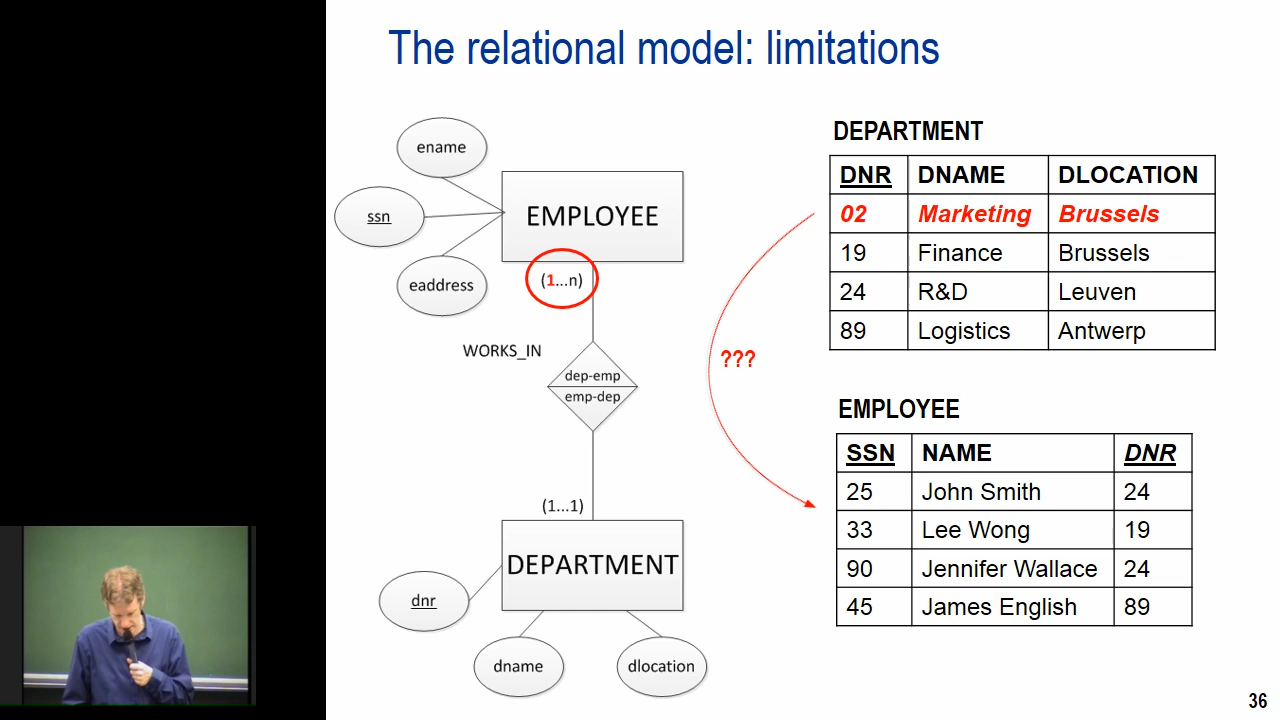 The relational model: limitations
ename
ssn
eaddress
EMPLOYEE
(1...n)
WORKS_IN
dep-emp
emp-dep
(1...1)
DEPARTMENT
dnr
dname
dlocation
???
DEPARTMENT
DNR DNAME DLOCATION
02 Marketing Brussels
19 Finance Brussels
24 R&D Leuven
89 Logistics Antwerp
EMPLOYEE
SSN NAME DNR
25 John Smith 24
33 Lee Wong 19
90 Jennifer Wallace 24
45 James English 89
36